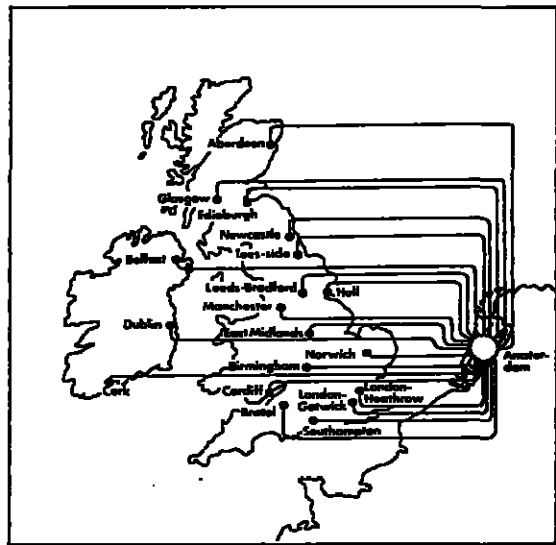 Aberdeen
Glasgow
Edinburgh
Newcastle
Tees-side
Belfast
Leeds-Bradford
Hull
Manchester
Dublin
East Midlands
Norwich
Amster-
dam
Birmingham
Cork
Cardiff
London-
Heathrow
London-
Gatwick
Bristol
Southampton